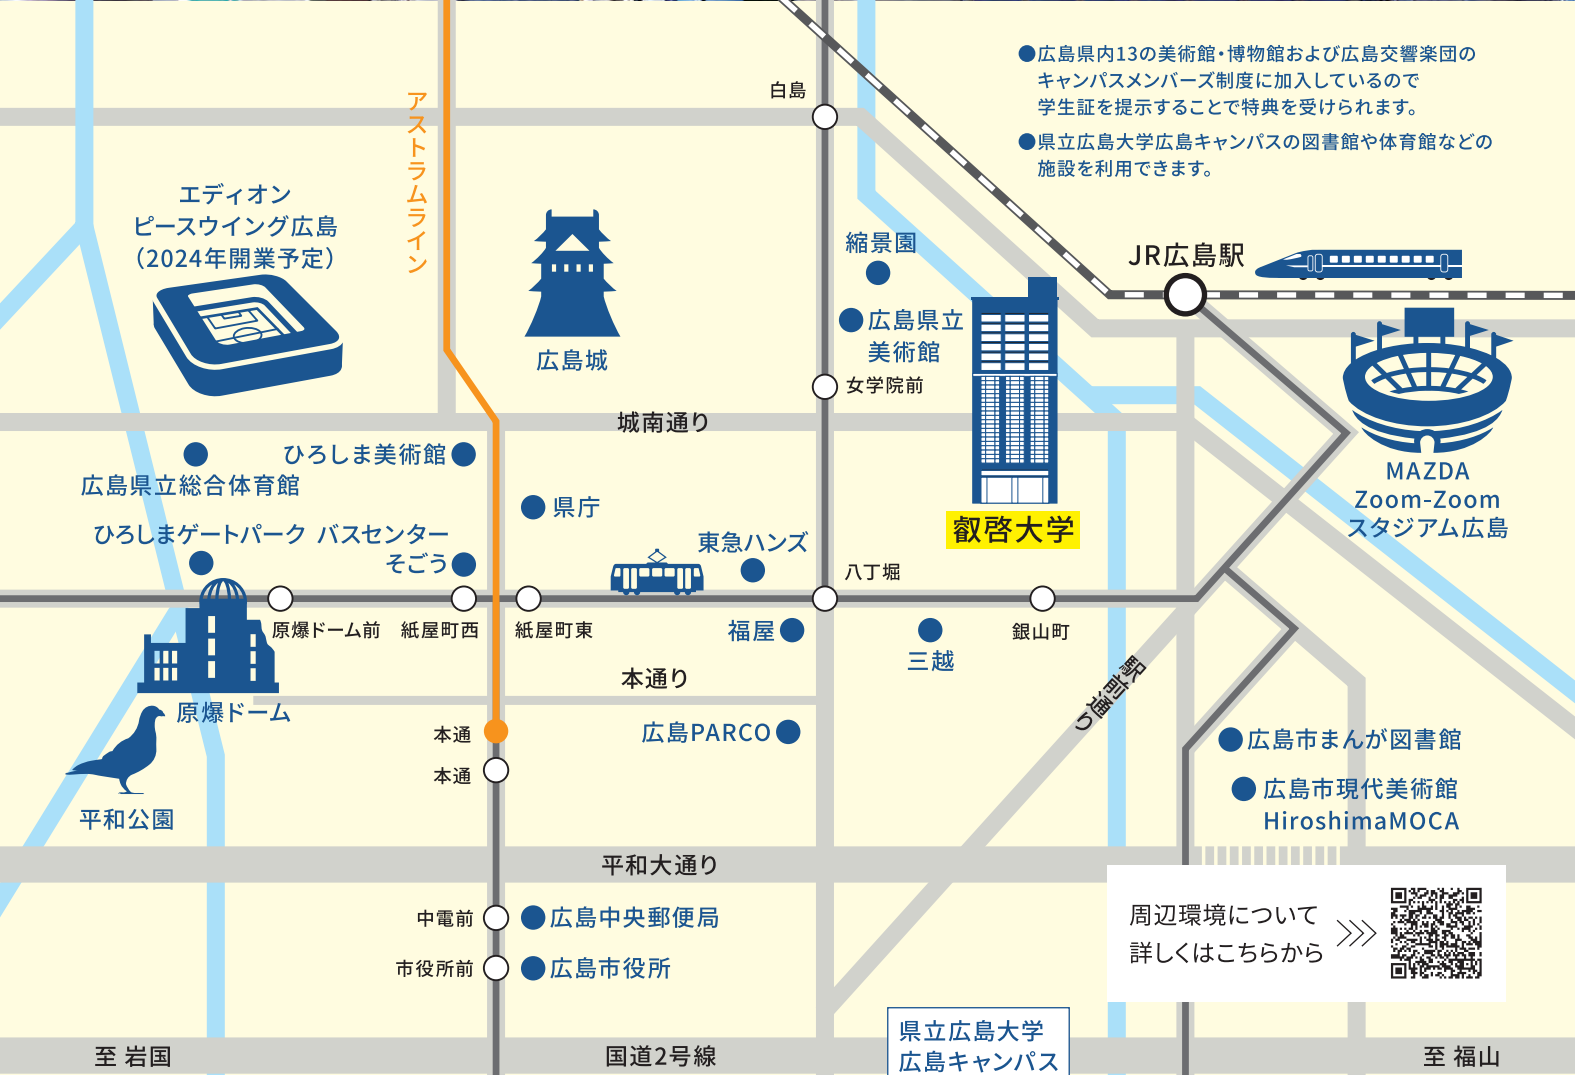 ●広島県内13の美術館・博物館および広島交響楽団の
キャンパスメンバーズ制度に加入しているので
学生証を提示することで特典を受けられます。
●県立広島大学広島キャンパスの図書館や体育館などの
施設を利用できます。
白島
アストラムライン
エディオン
ピースウイング広島
（2024年開業予定）
広島城
縮景園
広島県立
美術館
女学院前
JR広島駅
城南通り
ひろしま美術館
広島県立総合体育館
県庁
ひろしまゲートパーク
バスセンター
そごう
東急ハンズ
叡啓大学
MAZDA
Zoom-Zoom
スタジアム広島
八丁堀
原爆ドーム前
紙屋町西
紙屋町東
福屋
三越
銀山町
本通り
駅前通り
原爆ドーム
本通
広島PARCO
本通
平和公園
広島市まんが図書館
広島市現代美術館
HiroshimaMOCA
平和大通り
中電前
広島中央郵便局
市役所前
広島市役所
周辺環境について
詳しくはこちらから
県立広島大学
広島キャンパス
至 岩国
国道2号線
至 福山